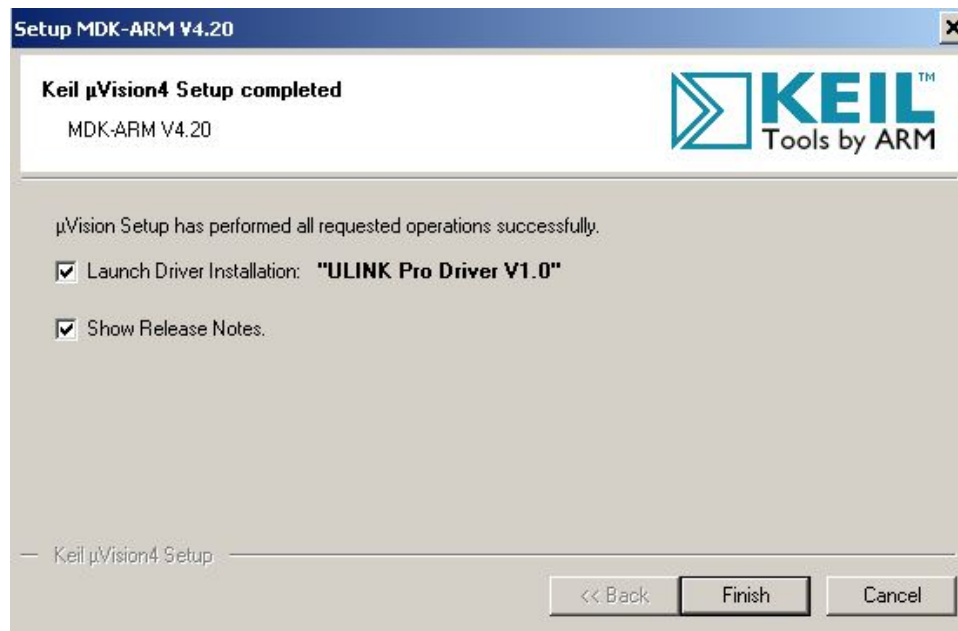 Setup MDK-ARM V4.20
Keil µVision4 Setup completed
MDK-ARM V4.20
KEIL™
Tools by ARM
µVision Setup has performed all requested operations successfully.
Launch Driver Installation: "ULINK Pro Driver V1.0"
Show Release Notes.
Keil µVision4 Setup
<< Back Finish Cancel